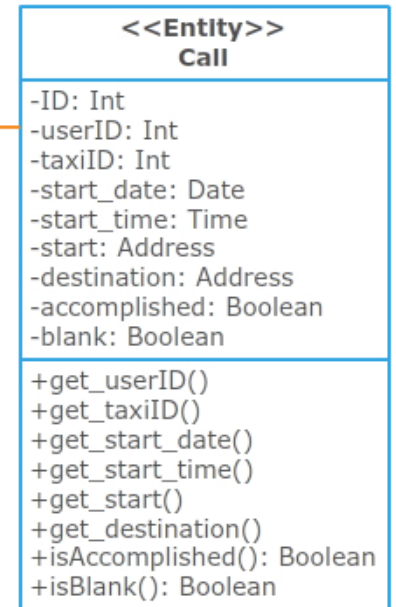 <<Entity>>
Call
-ID: Int
-userID: Int
-taxiID: Int
-start_date: Date
-start_time: Time
-start: Address
-destination: Address
-accomplished: Boolean
-blank: Boolean
+get_userID()
+get_taxiID()
+get_start_date()
+get_start_time()
+get_start()
+get_destination()
+isAccomplished(): Boolean
+isBlank(): Boolean